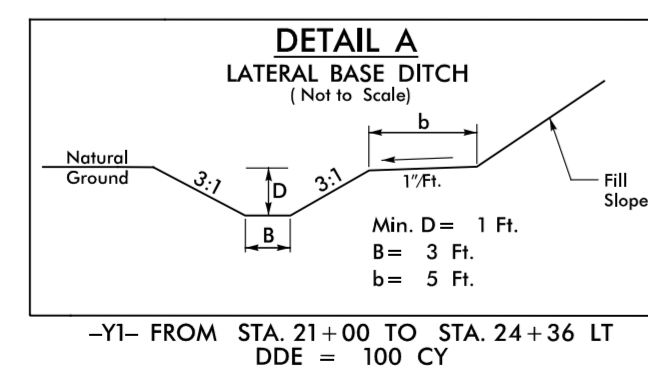 DETAIL A
LATERAL BASE DITCH
( Not to Scale)
b
Natural
Ground
3:1
D
3:1
1"/Ft.
Fill
Slope
B
Min. D= 1 Ft.
B= 3 Ft.
b= 5 Ft.
-Y1- FROM STA. 21+00 TO STA. 24+36 LT
DDE = 100 CY